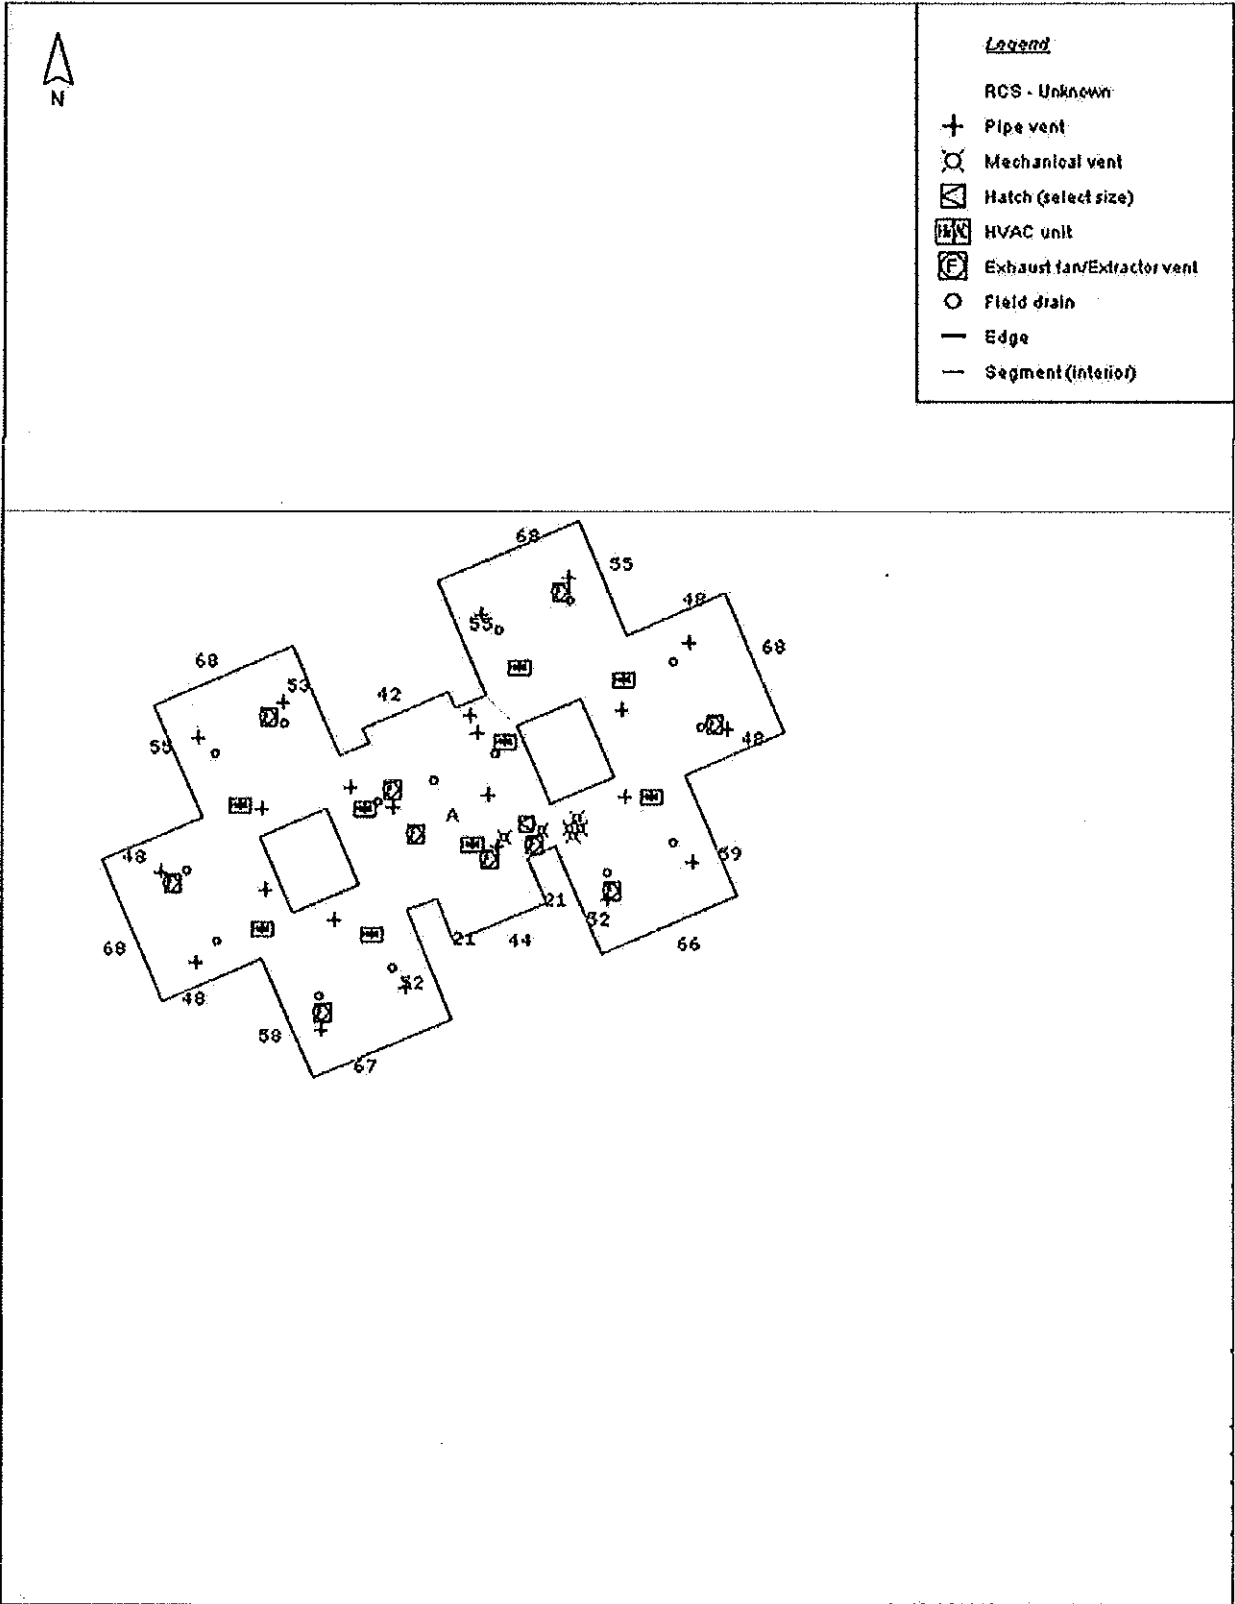 N
Legend
RCS - Unknown
Pipe vent
Mechanical vent
Hatch (select size)
HVAC unit
F Exhaust fan/Extractor vent
Field drain
Edge
Segment (interior)
68
55
48
55
68
68
53
42
55
48
A
48
59
21
52
68
21
44
66
52
48
58
67